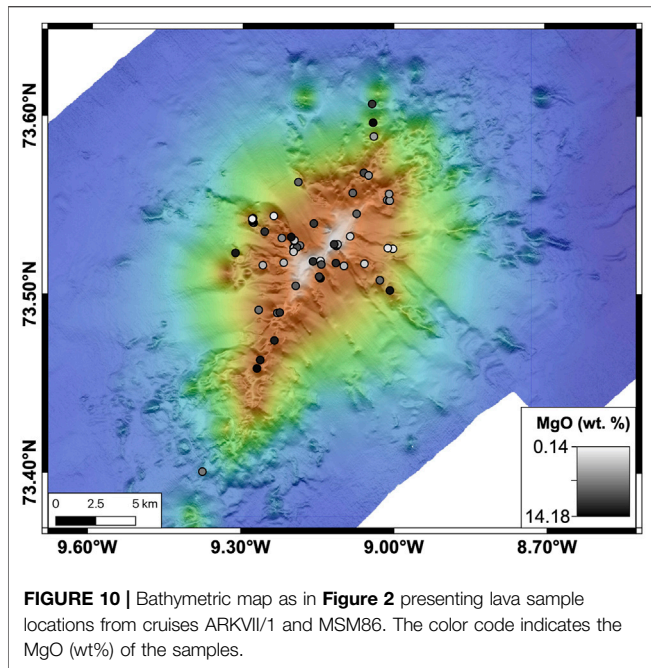 73.60°N
73.50°N
73.40°N
MgO (wt. %)
0.14
14.18
0 2.5 5 km
9.60°W 9.30°W 9.00°W 8.70°W
FIGURE 10 | Bathymetric map as in Figure 2 presenting lava sample
locations from cruises ARKVII/1 and MSM86. The color code indicates the
MgO (wt%) of the samples.